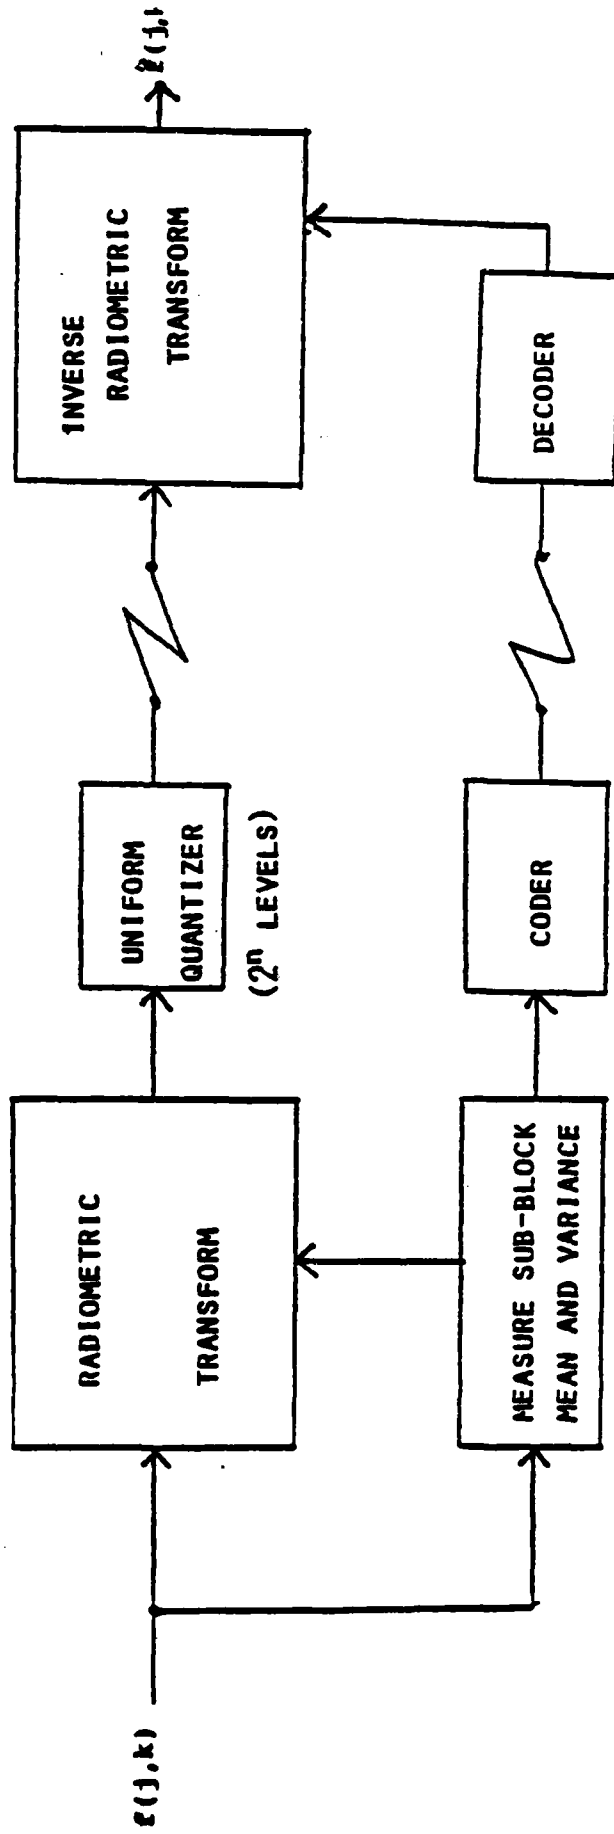 f(j,k)
RADIOMETRIC
TRANSFORM
UNIFORM
QUANTIZER
(2ⁿ LEVELS)
INVERSE
RADIOMETRIC
TRANSFORM
MEASURE SUB-BLOCK
MEAN AND VARIANCE
CODER
DECODER